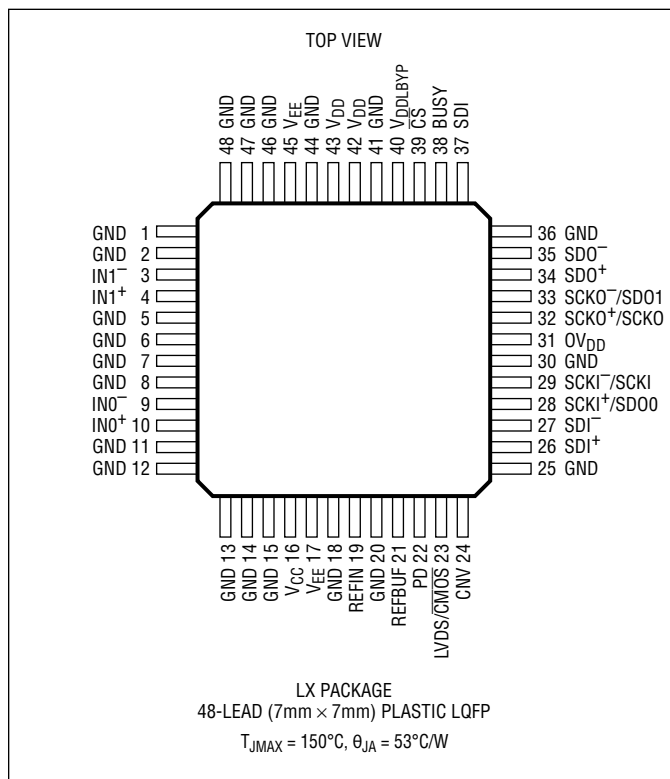 TOP VIEW
48 GND
47 GND
46 GND
45 VEE
44 GND
43 VDD
42 VDD
41 GND
40 VDDLBYP
39 C̅S̅
38 BUSY
37 SDI
GND 1
GND 2
IN1⁻ 3
IN1⁺ 4
GND 5
GND 6
GND 7
GND 8
IN0⁻ 9
IN0⁺ 10
GND 11
GND 12
36 GND
35 SDO⁻
34 SDO⁺
33 SCKO⁻/SDO1
32 SCKO⁺/SCKO
31 OVDD
30 GND
29 SCKI⁻/SCKI
28 SCKI⁺/SDO0
27 SDI⁻
26 SDI⁺
25 GND
GND 13
GND 14
GND 15
VCC 16
VEE 17
GND 18
REFIN 19
GND 20
REFBUF 21
PD 22
LVDS/C̅M̅O̅S̅ 23
CNV 24
LX PACKAGE
48-LEAD (7mm × 7mm) PLASTIC LQFP
TJMAX = 150°C, θJA = 53°C/W